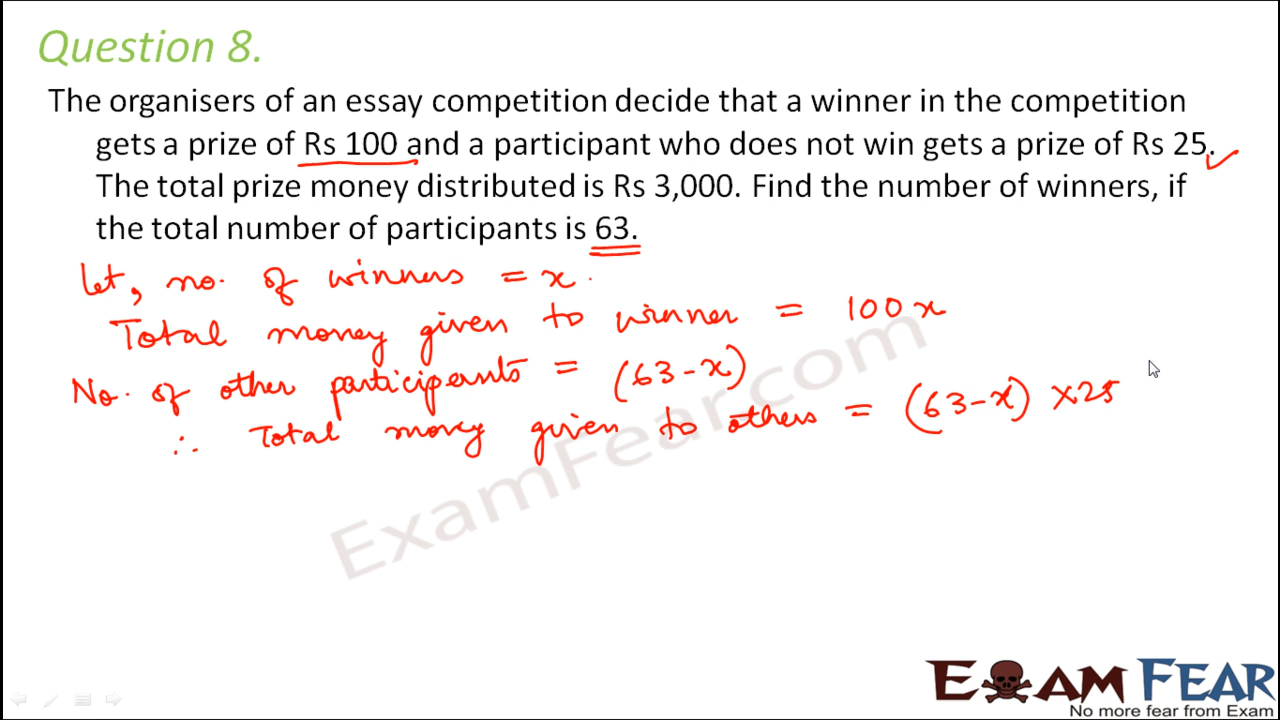 Question 8.
The organisers of an essay competition decide that a winner in the competition
gets a prize of Rs 100 and a participant who does not win gets a prize of Rs 25.
The total prize money distributed is Rs 3,000. Find the number of winners, if
the total number of participants is 63.
Let, no. of winners = x.
Total money given to winner = 100x
No. of other participants = (63-x)
∴ Total money given to others = (63-x) ×25
ExamFear.com
EXAM FEAR
No more fear from Exam